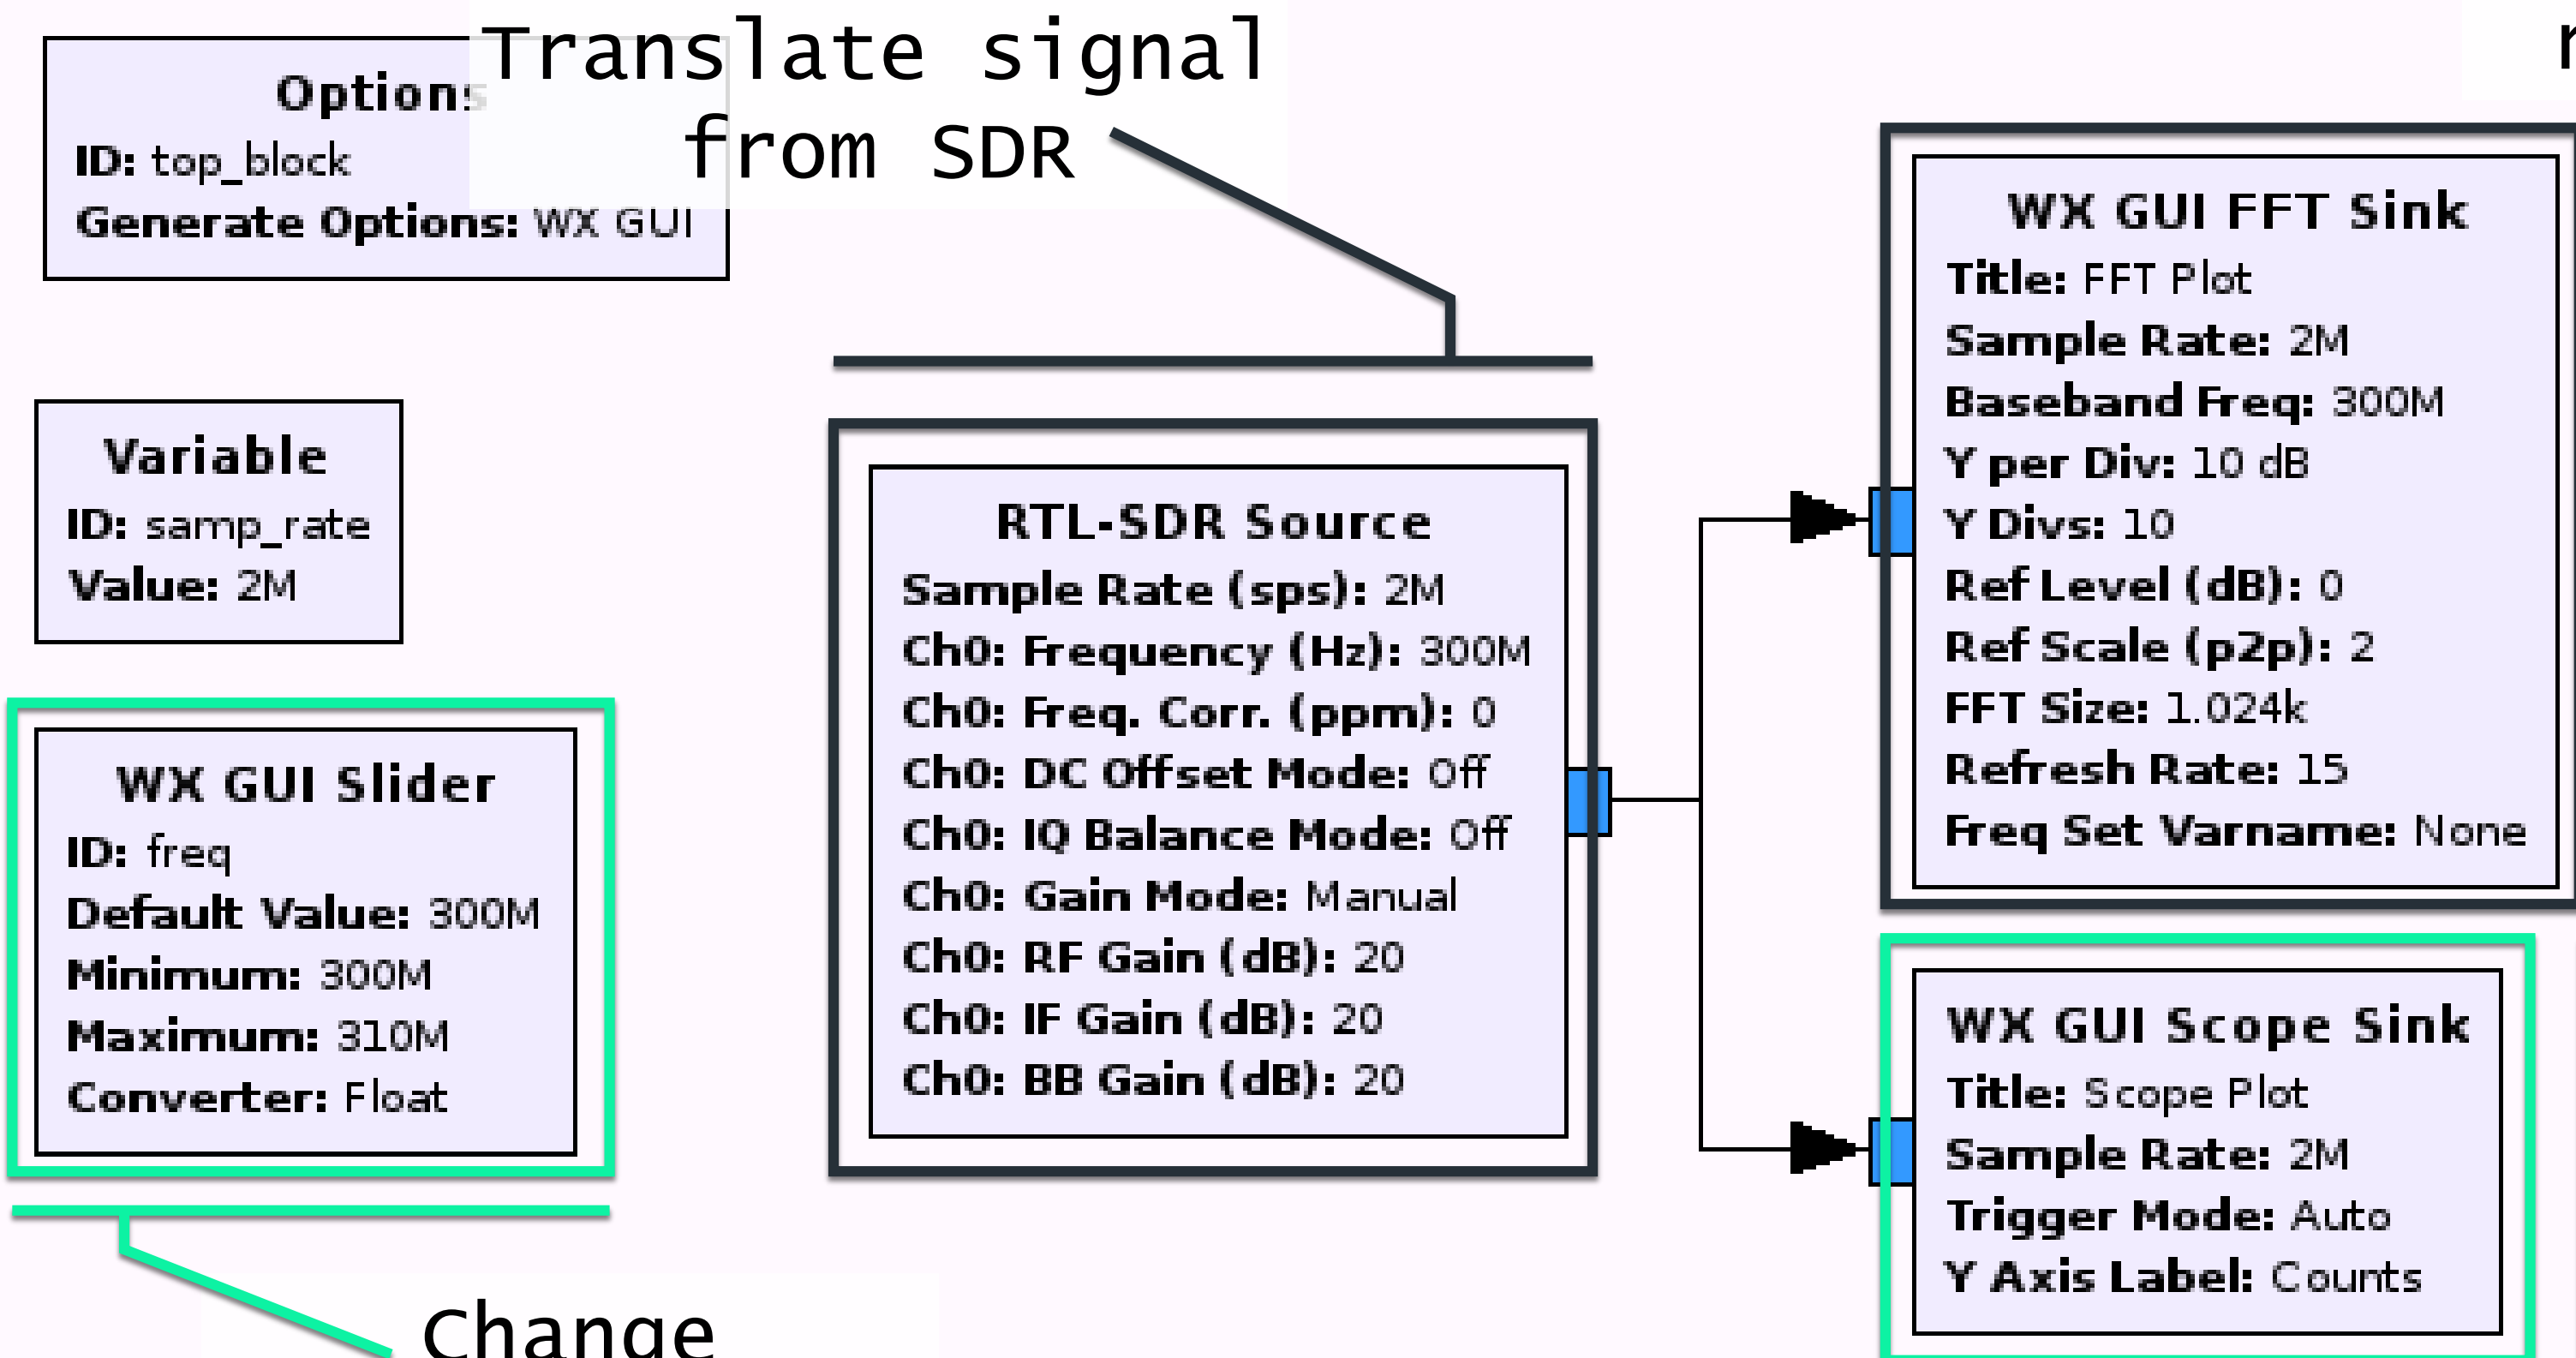 Translate signal
from SDR
Options
ID: top_block
Generate Options: WX GUI
Variable
ID: samp_rate
Value: 2M
WX GUI Slider
ID: freq
Default Value: 300M
Minimum: 300M
Maximum: 310M
Converter: Float
Change
RTL-SDR Source
Sample Rate (sps): 2M
Ch0: Frequency (Hz): 300M
Ch0: Freq. Corr. (ppm): 0
Ch0: DC Offset Mode: Off
Ch0: IQ Balance Mode: Off
Ch0: Gain Mode: Manual
Ch0: RF Gain (dB): 20
Ch0: IF Gain (dB): 20
Ch0: BB Gain (dB): 20
WX GUI FFT Sink
Title: FFT Plot
Sample Rate: 2M
Baseband Freq: 300M
Y per Div: 10 dB
Y Divs: 10
Ref Level (dB): 0
Ref Scale (p2p): 2
FFT Size: 1.024k
Refresh Rate: 15
Freq Set Varname: None
WX GUI Scope Sink
Title: Scope Plot
Sample Rate: 2M
Trigger Mode: Auto
Y Axis Label: Counts